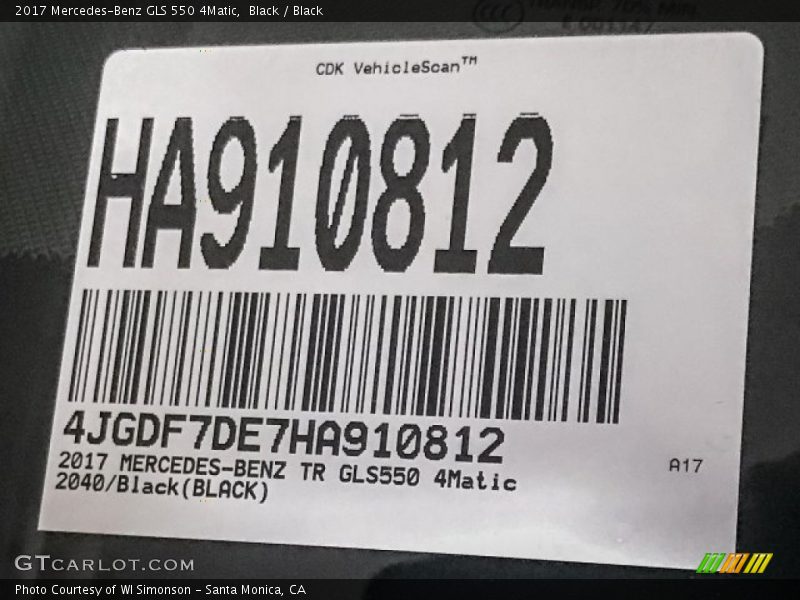 2017 Mercedes-Benz GLS 550 4Matic, Black / Black
CDK VehicleScan™
HA910812
4JGDF7DE7HA910812
2017 MERCEDES-BENZ TR GLS550 4Matic
2040/Black(BLACK)
A17
GTCARLOT.COM
Photo Courtesy of WI Simonson - Santa Monica, CA